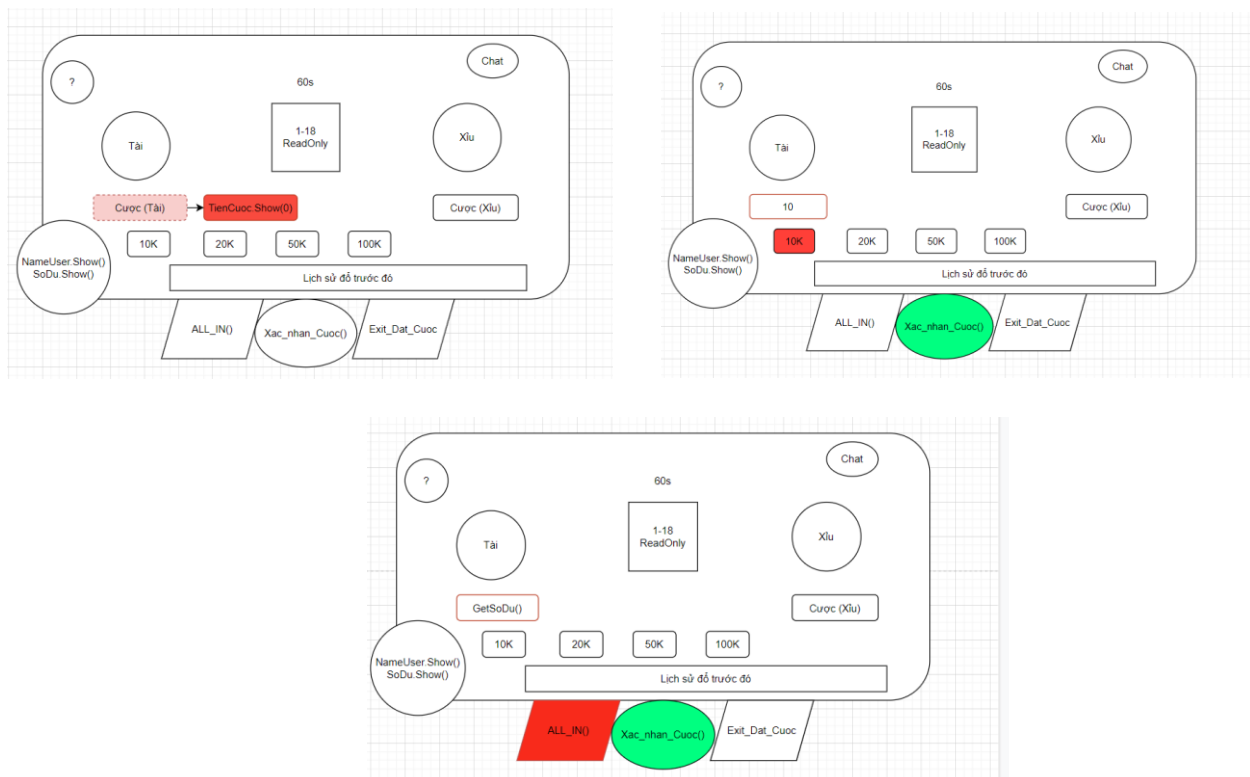 Chat
?
60s
Tài
1-18
ReadOnly
Xỉu
Cược (Tài)
TienCuoc.Show(0)
Cược (Xỉu)
NameUser.Show()
SoDu.Show()
10K
20K
50K
100K
Lịch sử đổ trước đó
ALL_IN()
Xac_nhan_Cuoc()
Exit_Dat_Cuoc
Chat
?
60s
Tài
1-18
ReadOnly
Xỉu
10
Cược (Xỉu)
NameUser.Show()
SoDu.Show()
10K
20K
50K
100K
Lịch sử đổ trước đó
ALL_IN()
Xac_nhan_Cuoc()
Exit_Dat_Cuoc
Chat
?
60s
Tài
1-18
ReadOnly
Xỉu
GetSoDu()
Cược (Xỉu)
NameUser.Show()
SoDu.Show()
10K
20K
50K
100K
Lịch sử đổ trước đó
ALL_IN()
Xac_nhan_Cuoc()
Exit_Dat_Cuoc